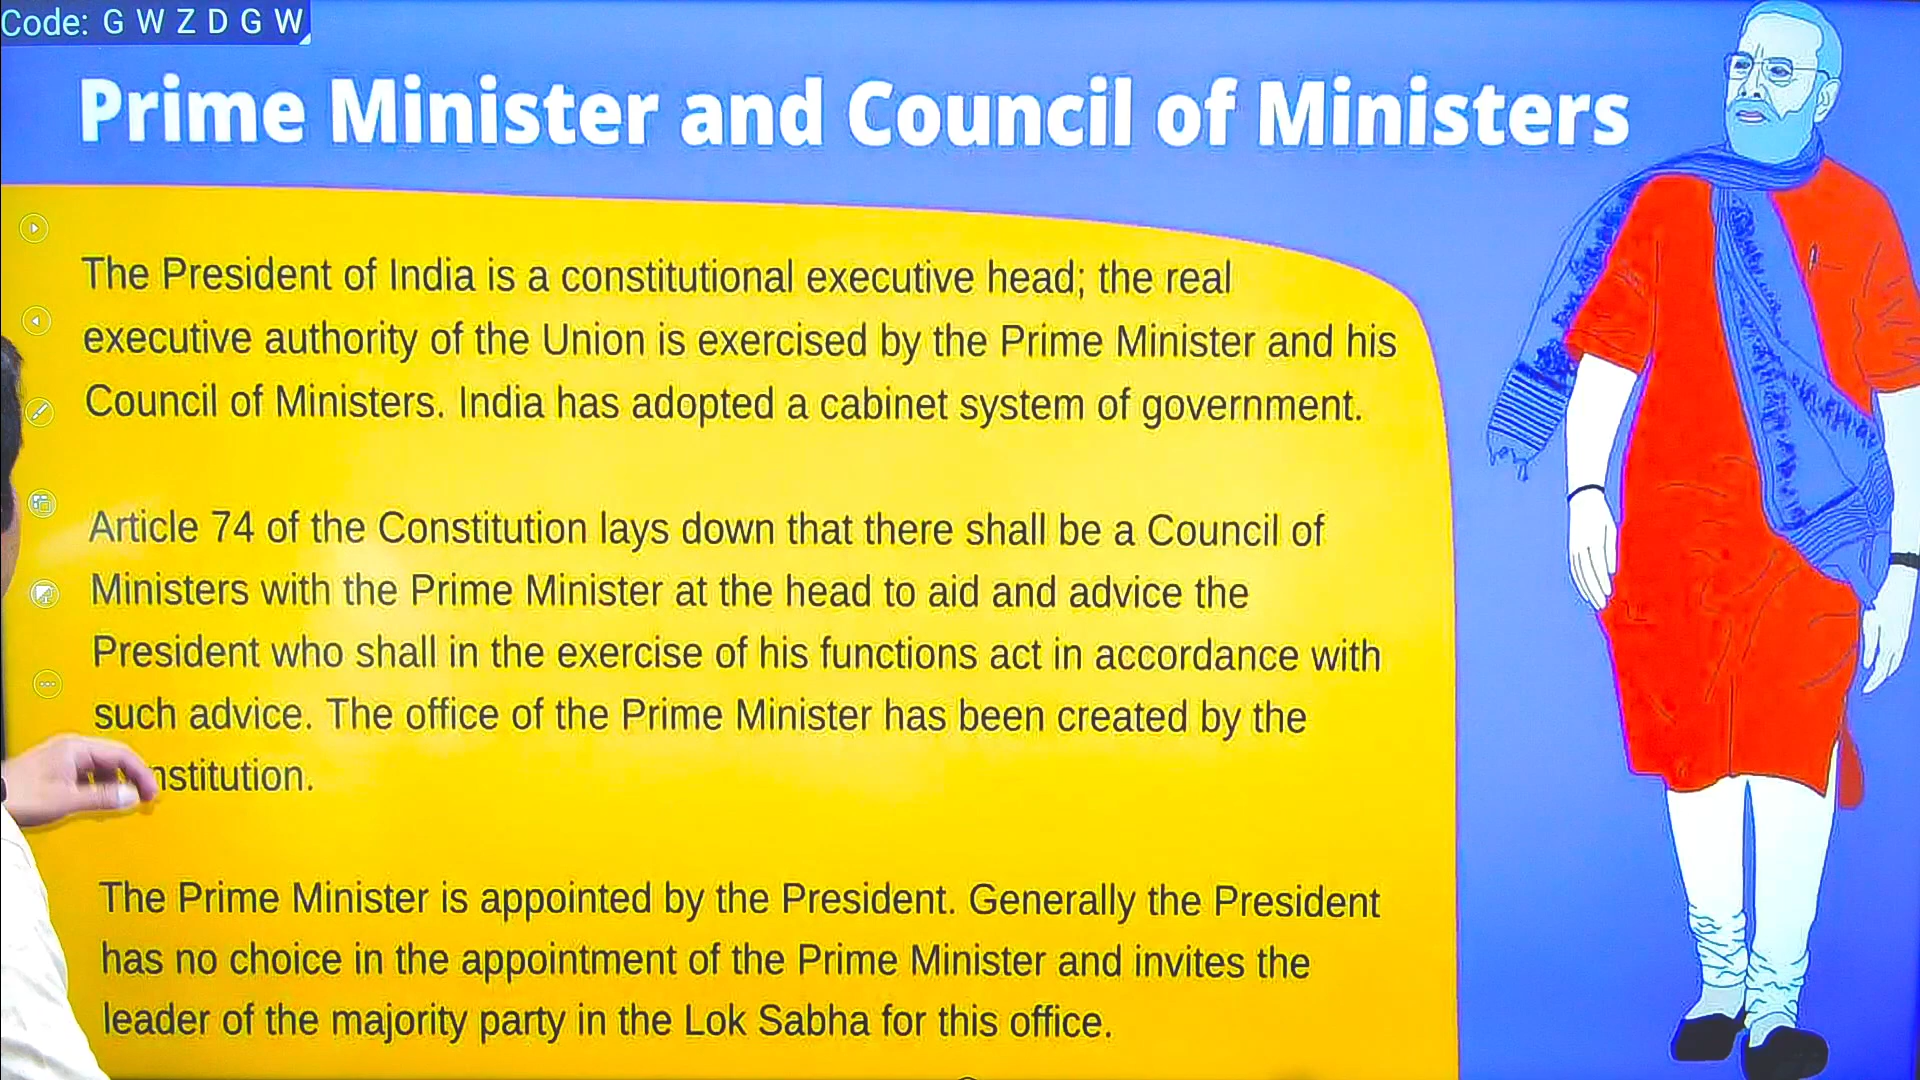 Code: G W Z D G W
Prime Minister and Council of Ministers
The President of India is a constitutional executive head; the real
executive authority of the Union is exercised by the Prime Minister and his
Council of Ministers. India has adopted a cabinet system of government.
Article 74 of the Constitution lays down that there shall be a Council of
Ministers with the Prime Minister at the head to aid and advice the
President who shall in the exercise of his functions act in accordance with
such advice. The office of the Prime Minister has been created by the
nstitution.
The Prime Minister is appointed by the President. Generally the President
has no choice in the appointment of the Prime Minister and invites the
leader of the majority party in the Lok Sabha for this office.